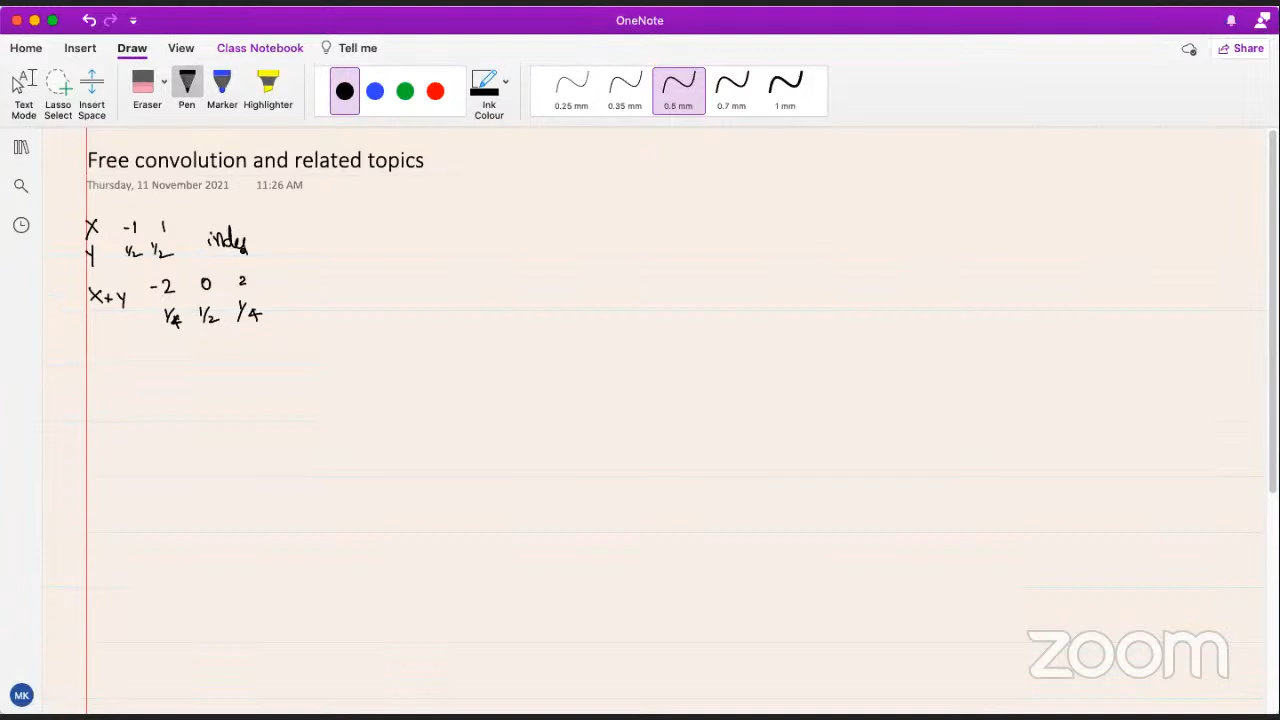 OneNote
Home Insert Draw View Class Notebook Tell me Share
Text Mode Lasso Select Insert Space Eraser Pen Marker Highlighter Ink Colour 0.25 mm 0.35 mm 0.5 mm 0.7 mm 1 mm
Free convolution and related topics
Thursday, 11 November 2021 11:26 AM
X -1 1
Y 1/2 1/2
X+Y -2 0 2
1/4 1/2 1/4
zoom
MK